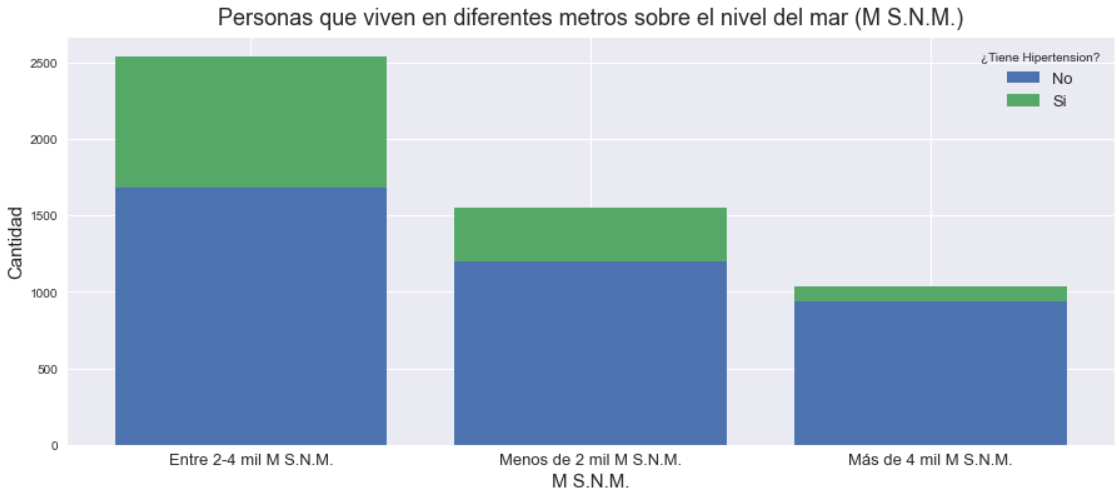 Personas que viven en diferentes metros sobre el nivel del mar (M S.N.M.)
¿Tiene Hipertension?
No
Si
2500
2000
1500
1000
500
0
Cantidad
Entre 2-4 mil M S.N.M.
Menos de 2 mil M S.N.M.
Más de 4 mil M S.N.M.
M S.N.M.